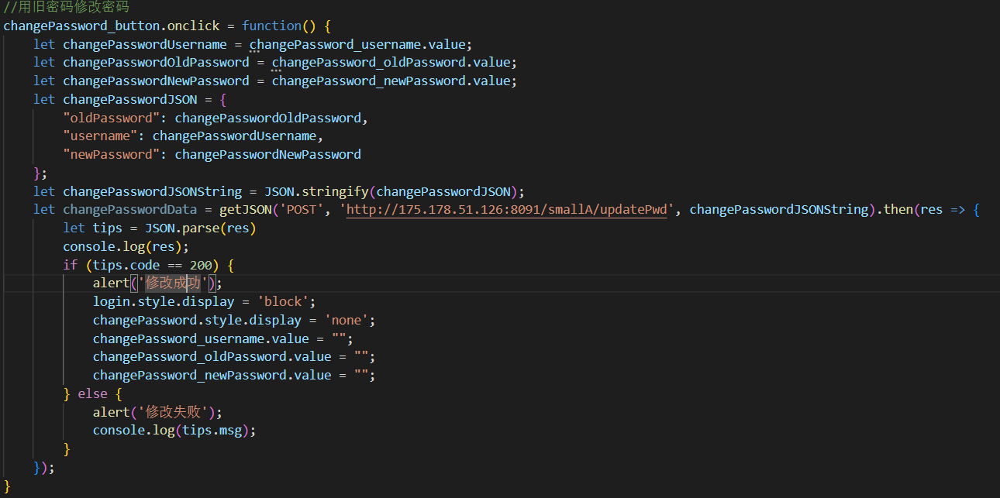 //用旧密码修改密码
changePassword_button.onclick = function() {
    let changePasswordUsername = changePassword_username.value;
    let changePasswordOldPassword = changePassword_oldPassword.value;
    let changePasswordNewPassword = changePassword_newPassword.value;
    let changePasswordJSON = {
        "oldPassword": changePasswordOldPassword,
        "username": changePasswordUsername,
        "newPassword": changePasswordNewPassword
    };
    let changePasswordJSONString = JSON.stringify(changePasswordJSON);
    let changePasswordData = getJSON('POST', 'http://175.178.51.126:8091/smallA/updatePwd', changePasswordJSONString).then(res => {
        let tips = JSON.parse(res)
        console.log(res);
        if (tips.code == 200) {
            alert('修改成功');
            login.style.display = 'block';
            changePassword.style.display = 'none';
            changePassword_username.value = "";
            changePassword_oldPassword.value = "";
            changePassword_newPassword.value = "";
        } else {
            alert('修改失败');
            console.log(tips.msg);
        }
    });
}